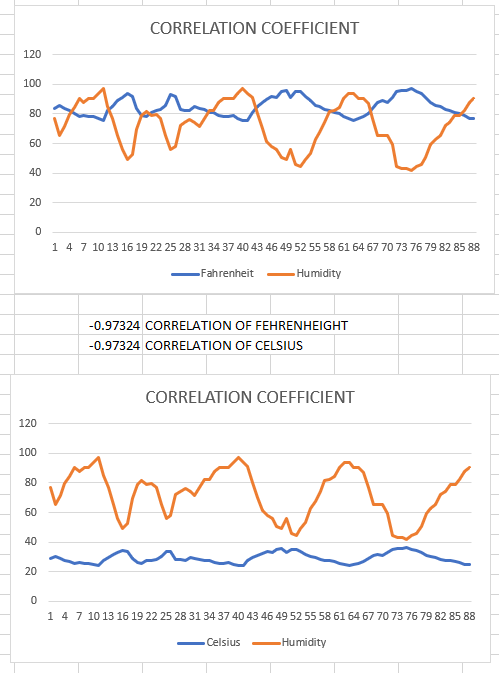 CORRELATION COEFFICIENT
120
100
80
60
40
20
0
1 4 7 10 13 16 19 22 25 28 31 34 37 40 43 46 49 52 55 58 61 64 67 70 73 76 79 82 85 88
Fahrenheit Humidity
-0.97324 CORRELATION OF FEHRENHEIGHT
-0.97324 CORRELATION OF CELSIUS
CORRELATION COEFFICIENT
120
100
80
60
40
20
0
1 4 7 10 13 16 19 22 25 28 31 34 37 40 43 46 49 52 55 58 61 64 67 70 73 76 79 82 85 88
Celsius Humidity